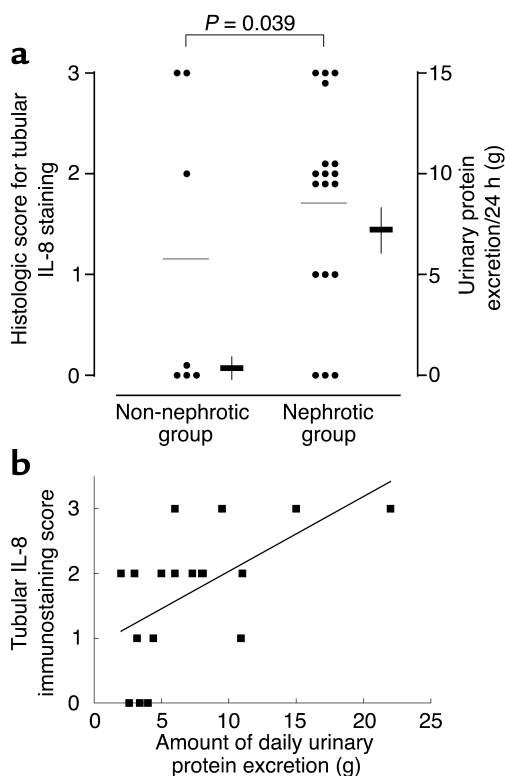 P = 0.039
a
Histologic score for tubular
IL-8 staining
3
2
1
0
15
10
5
0
Urinary protein
excretion/24 h (g)
Non-nephrotic
group
Nephrotic
group
b
Tubular IL-8
immunostaining score
3
2
1
0
0
5
10
15
20
25
Amount of daily urinary
protein excretion (g)